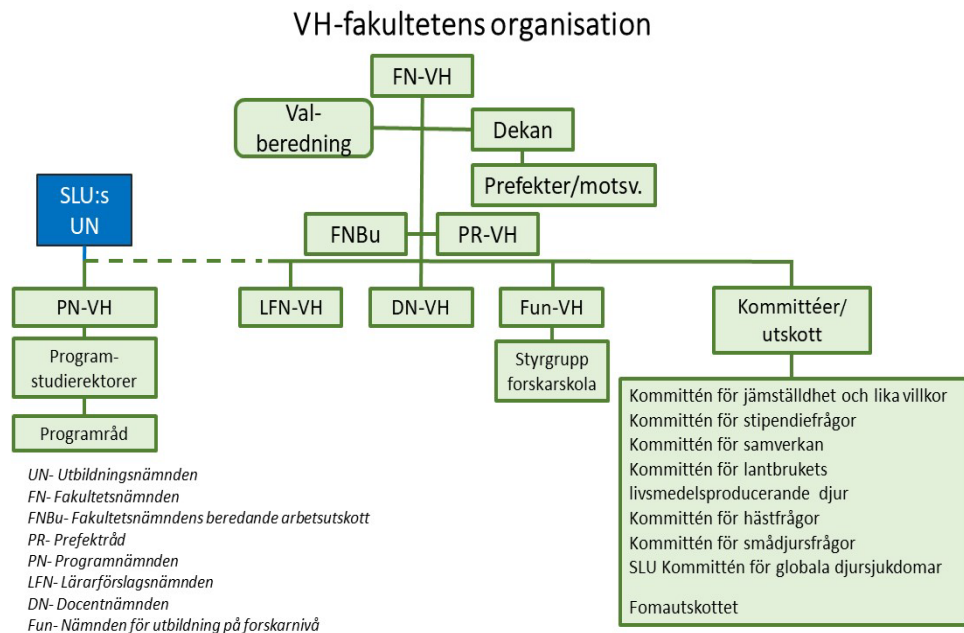 VH-fakultetens organisation
FN-VH
Val-
beredning
Dekan
Prefekter/motsv.
SLU:s
UN
FNBu
PR-VH
PN-VH
LFN-VH
DN-VH
Fun-VH
Kommittéer/
utskott
Program-
studierektorer
Styrgrupp
forskarskola
Programråd
Kommittén för jämställdhet och lika villkor
Kommittén för stipendiefrågor
Kommittén för samverkan
Kommittén för lantbrukets
livsmedelsproducerande djur
Kommittén för hästfrågor
Kommittén för smådjursfrågor
SLU Kommittén för globala djursjukdomar
Fomautskottet
UN- Utbildningsnämnden
FN- Fakultetsnämnden
FNBu- Fakultetsnämndens beredande arbetsutskott
PR- Prefektråd
PN- Programnämnden
LFN- Lärarförslagsnämnden
DN- Docentnämnden
Fun- Nämnden för utbildning på forskarnivå